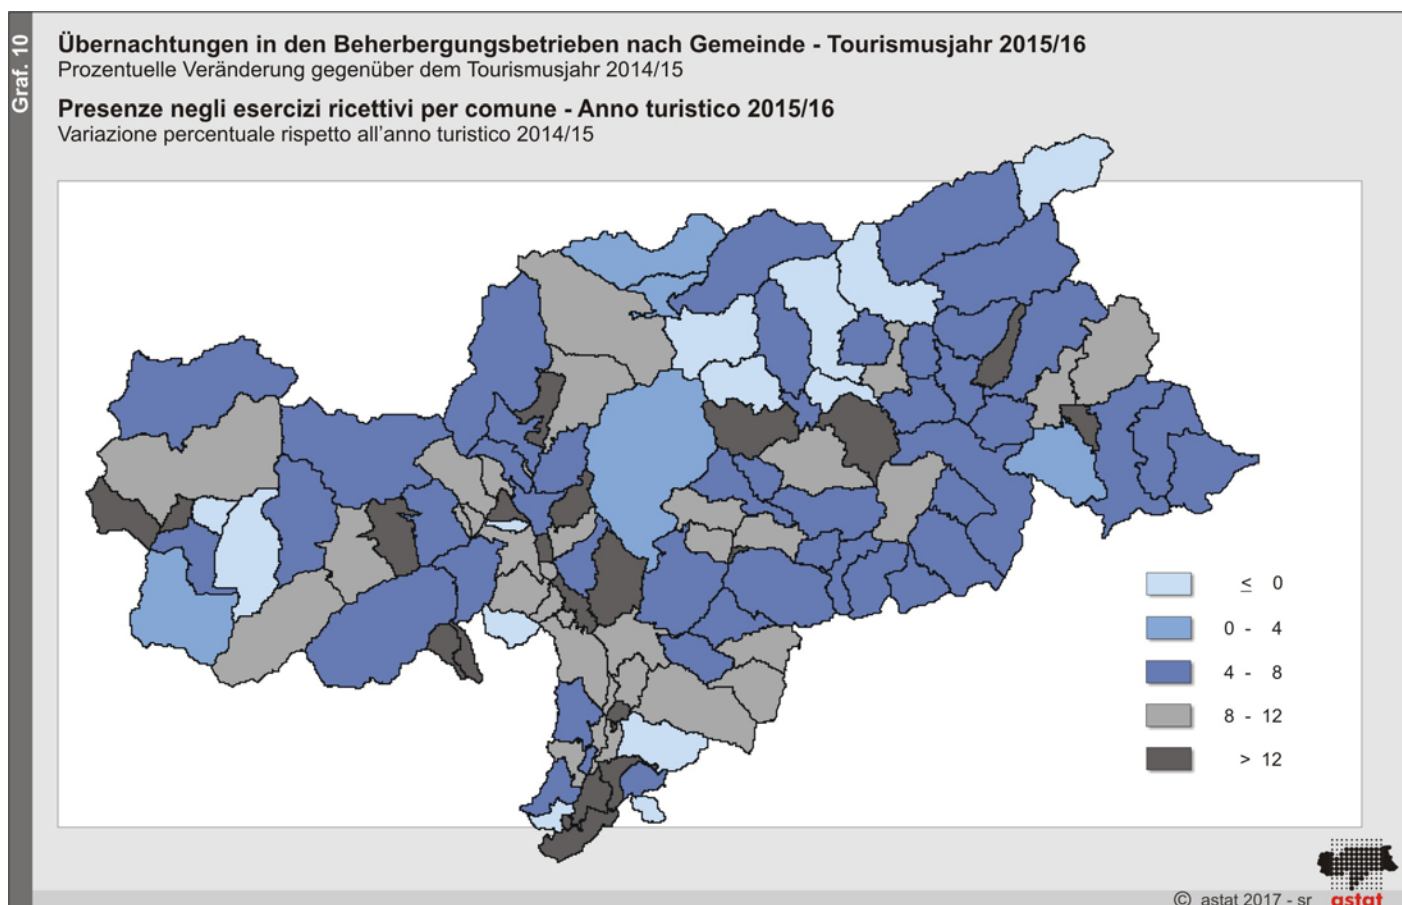 Graf. 10
Übernachtungen in den Beherbergungsbetrieben nach Gemeinde - Tourismusjahr 2015/16
Prozentuelle Veränderung gegenüber dem Tourismusjahr 2014/15
Presenze negli esercizi ricettivi per comune - Anno turistico 2015/16
Variazione percentuale rispetto all'anno turistico 2014/15
≤ 0
0 - 4
4 - 8
8 - 12
> 12
© astat 2017 - sr
astat